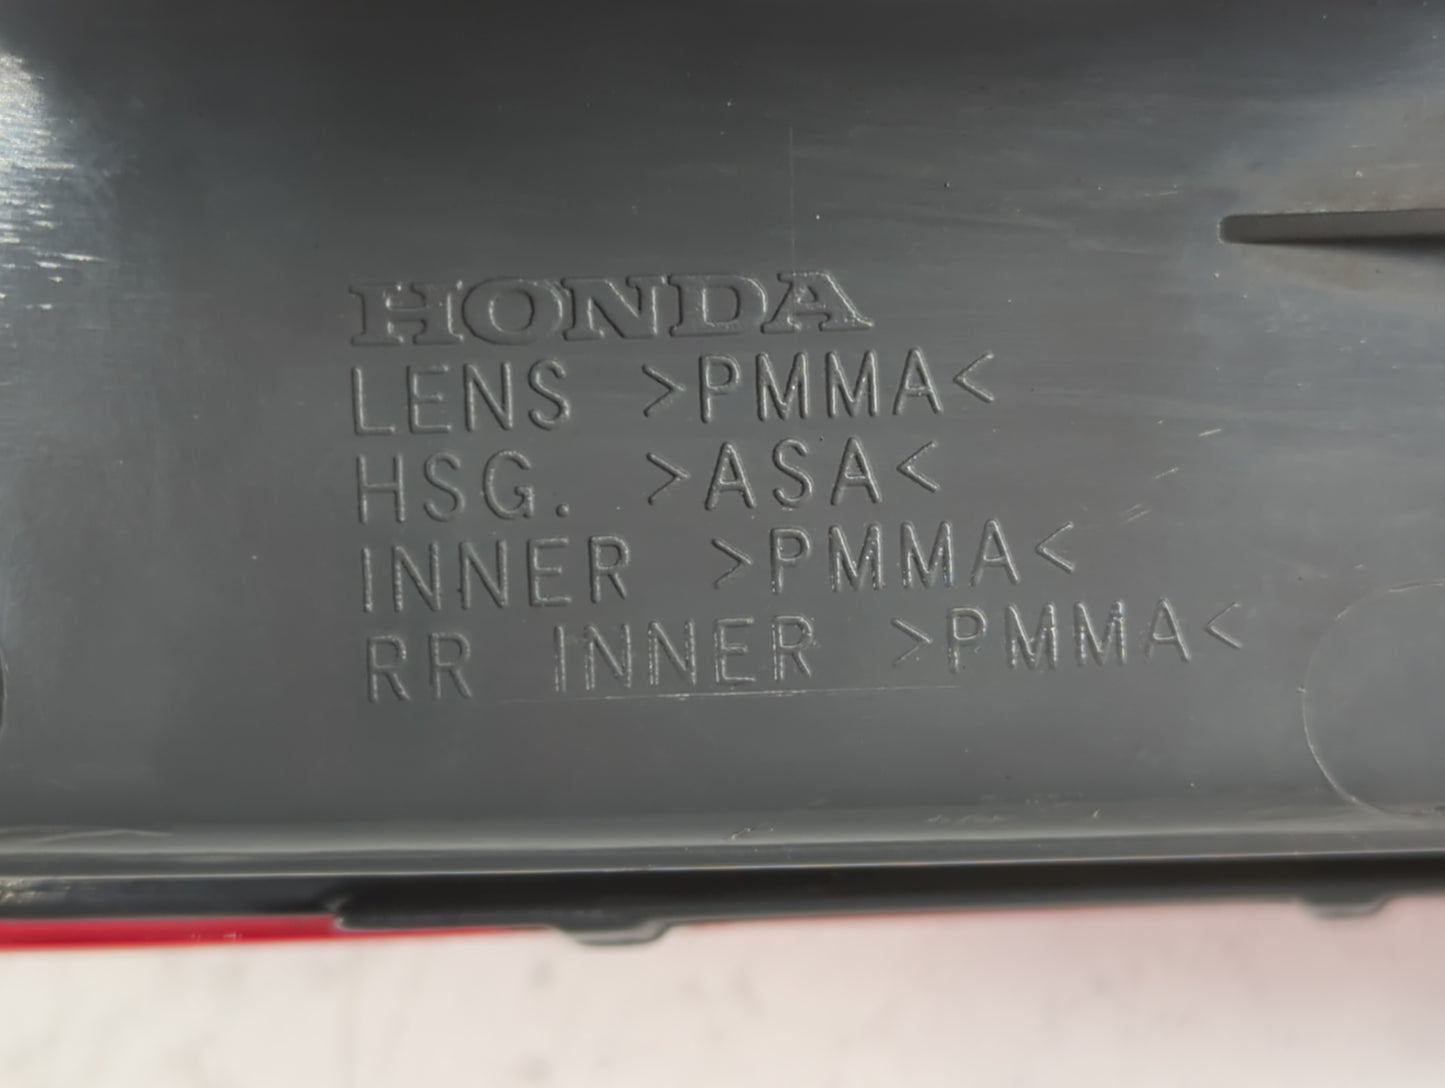 HONDA
LENS >PMMA<
HSG. >ASA<
INNER >PMMA<
RR INNER >PMMA<